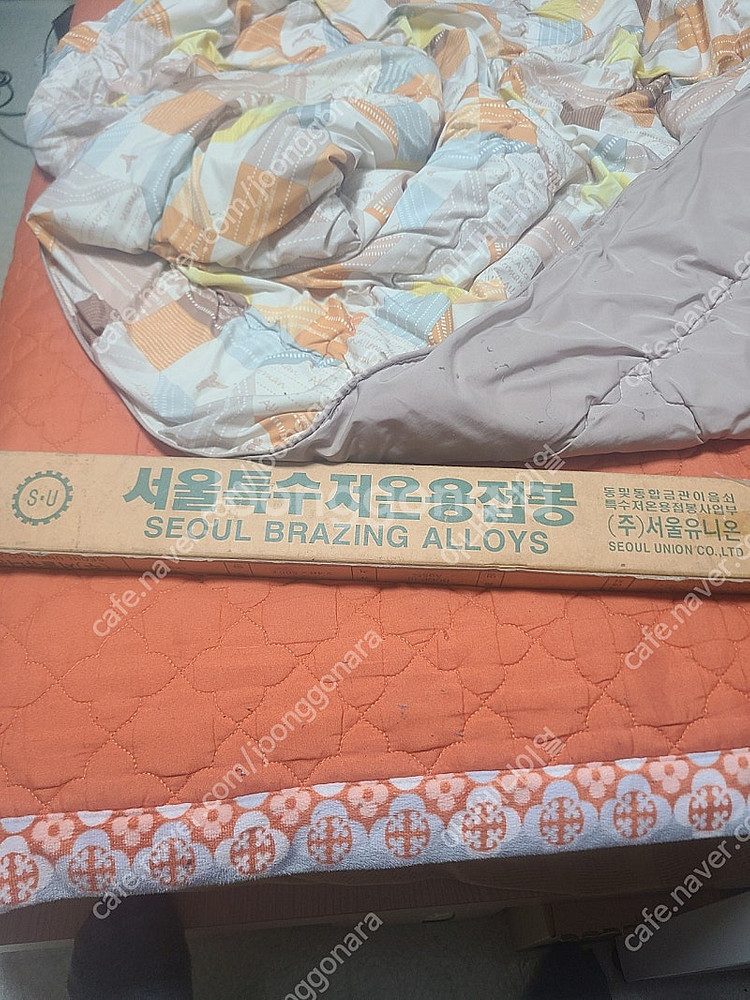 S·U
서울특수저온용접봉
SEOUL BRAZING ALLOYS
동및동합금관이음쇠
특수저온용접봉사업부
(주)서울유니온
SEOUL UNION CO.,LTD
cafe.naver.com/joonggonara